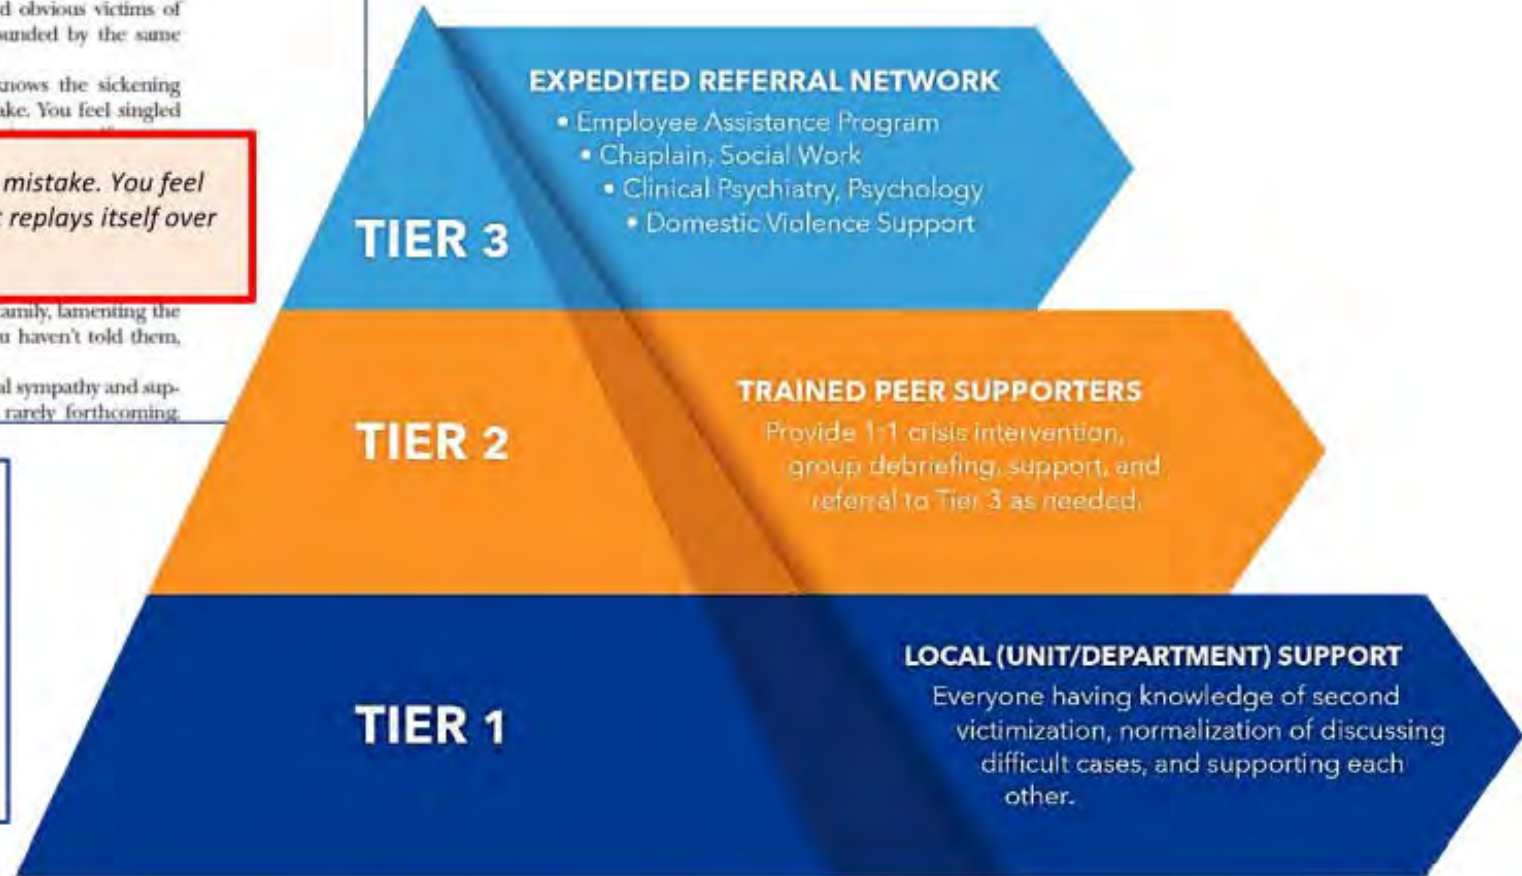 d obvious victims of
ounded by the same
knows the sickening
ake. You feel singled
mistake. You feel
replays itself over
amily, lamenting the
u haven't told them,
al sympathy and sup-
rarely forthcoming.
EXPEDITED REFERRAL NETWORK
• Employee Assistance Program
• Chaplain, Social Work
• Clinical Psychiatry, Psychology
• Domestic Violence Support
TIER 3
TRAINED PEER SUPPORTERS
Provide 1:1 crisis intervention,
group debriefing, support, and
referral to Tier 3 as needed.
TIER 2
LOCAL (UNIT/DEPARTMENT) SUPPORT
Everyone having knowledge of second
victimization, normalization of discussing
difficult cases, and supporting each
other.
TIER 1